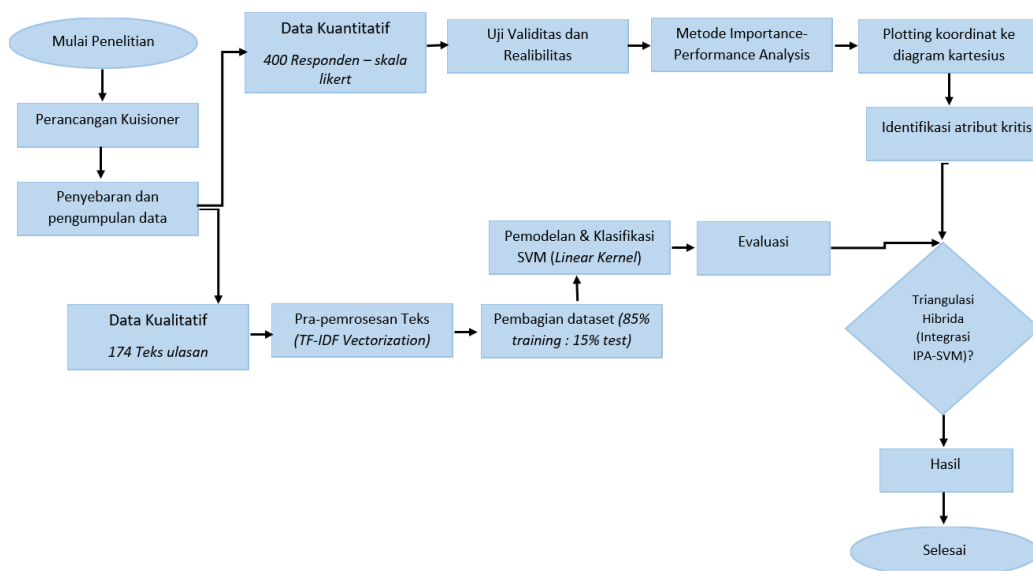 Mulai Penelitian
Perancangan Kuisioner
Penyebaran dan
pengumpulan data
Data Kuantitatif
400 Responden – skala
likert
Uji Validitas dan
Realibilitas
Metode Importance-
Performance Analysis
Plotting koordinat ke
diagram kartesius
Identifikasi atribut kritis
Data Kualitatif
174 Teks ulasan
Pra-pemrosesan Teks
(TF-IDF Vectorization)
Pembagian dataset (85%
training : 15% test)
Pemodelan & Klasifikasi
SVM (Linear Kernel)
Evaluasi
Triangulasi
Hibrida
(Integrasi
IPA-SVM)?
Hasil
Selesai